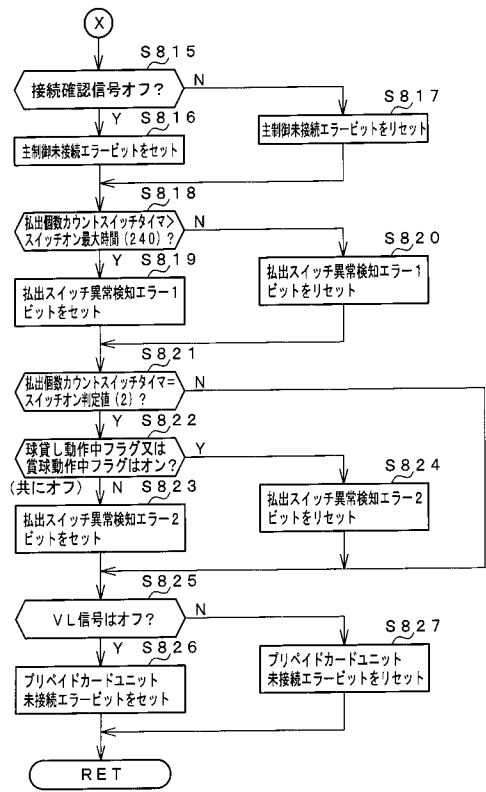 X
S815
接続確認信号オフ？
N
Y
S816
主制御未接続エラービットをセット
S817
主制御未接続エラービットをリセット
S818
払出個数カウントスイッチタイマ＞
スイッチオン最大時間(240)？
N
Y
S819
払出スイッチ異常検知エラー1
ビットをセット
S820
払出スイッチ異常検知エラー1
ビットをリセット
S821
払出個数カウントスイッチタイマ＝
スイッチオン判定値(2)？
N
Y
S822
球貸し動作中フラグ又は
賞球動作中フラグはオン？
Y
(共にオフ)
N
S823
払出スイッチ異常検知エラー2
ビットをセット
S824
払出スイッチ異常検知エラー2
ビットをリセット
S825
VL信号はオフ？
N
Y
S826
プリペイドカードユニット
未接続エラービットをセット
S827
プリペイドカードユニット
未接続エラービットをリセット
RET